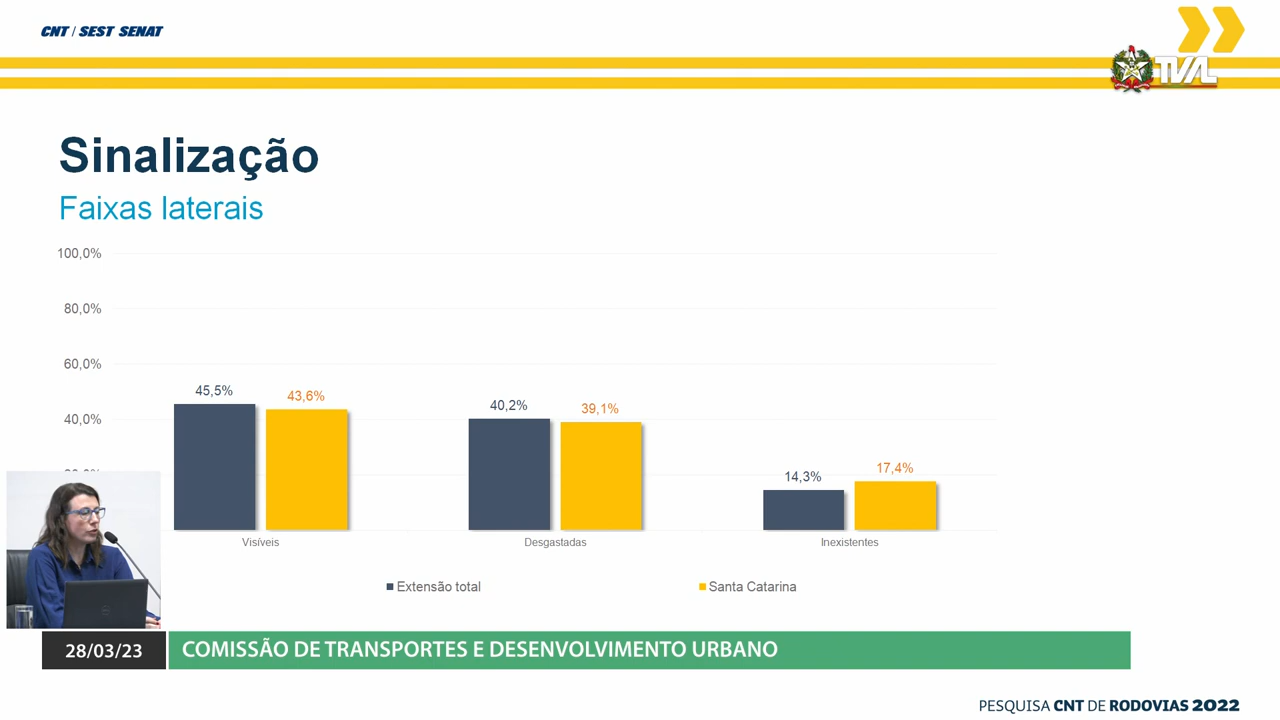 CNT / SEST SENAT
TVAL
Sinalização
Faixas laterais
100,0%
80,0%
60,0%
40,0%
45,5%
43,6%
40,2%
39,1%
14,3%
17,4%
Visíveis
Desgastadas
Inexistentes
Extensão total
Santa Catarina
28/03/23
COMISSÃO DE TRANSPORTES E DESENVOLVIMENTO URBANO
PESQUISA CNT DE RODOVIAS 2022